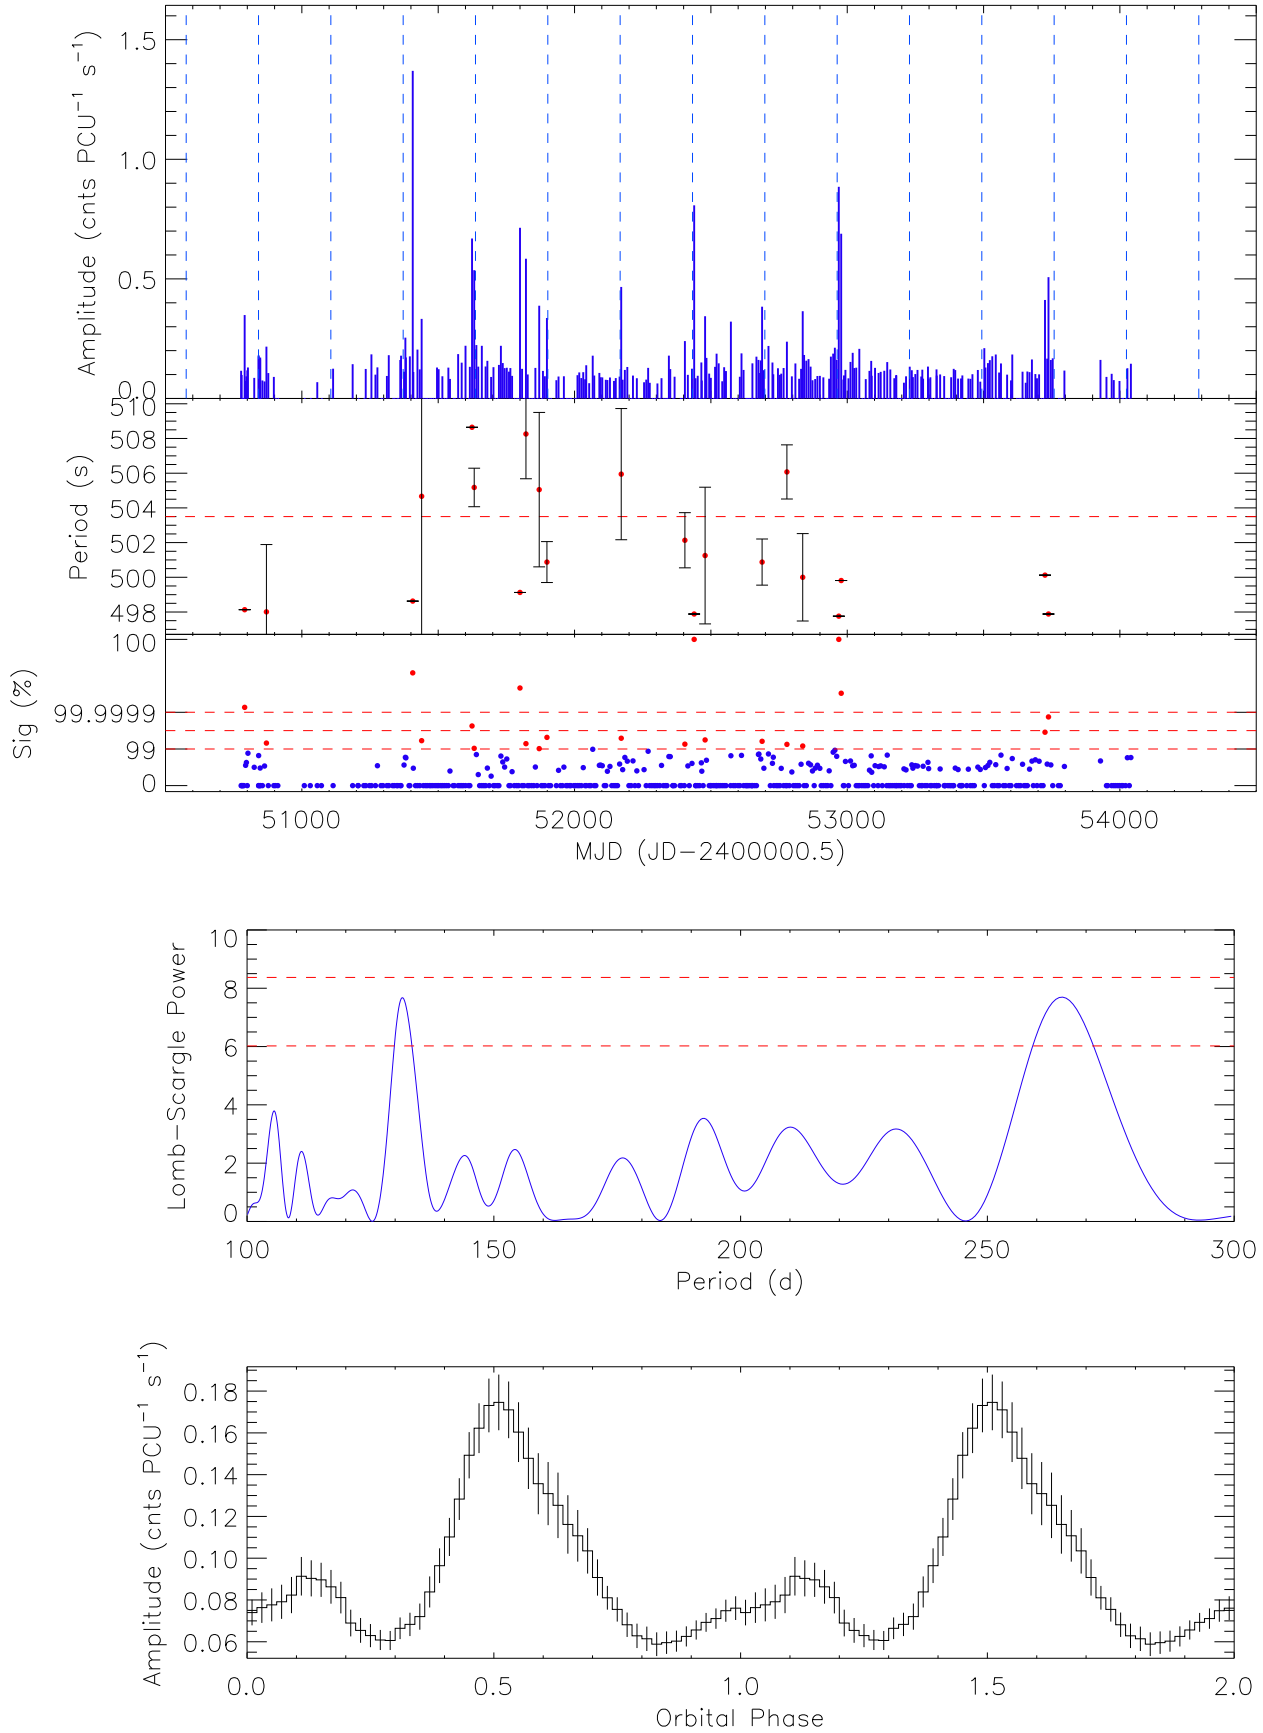 Amplitude (cnts PCU⁻¹ s⁻¹)
1.5
1.0
0.5
0.0
Period (s)
510
508
506
504
502
500
498
Sig (%)
100
99.9999
99
0
51000 52000 53000 54000
MJD (JD−2400000.5)
Lomb−Scargle Power
10
8
6
4
2
0
100 150 200 250 300
Period (d)
Amplitude (cnts PCU⁻¹ s⁻¹)
0.18
0.16
0.14
0.12
0.10
0.08
0.06
0.0 0.5 1.0 1.5 2.0
Orbital Phase